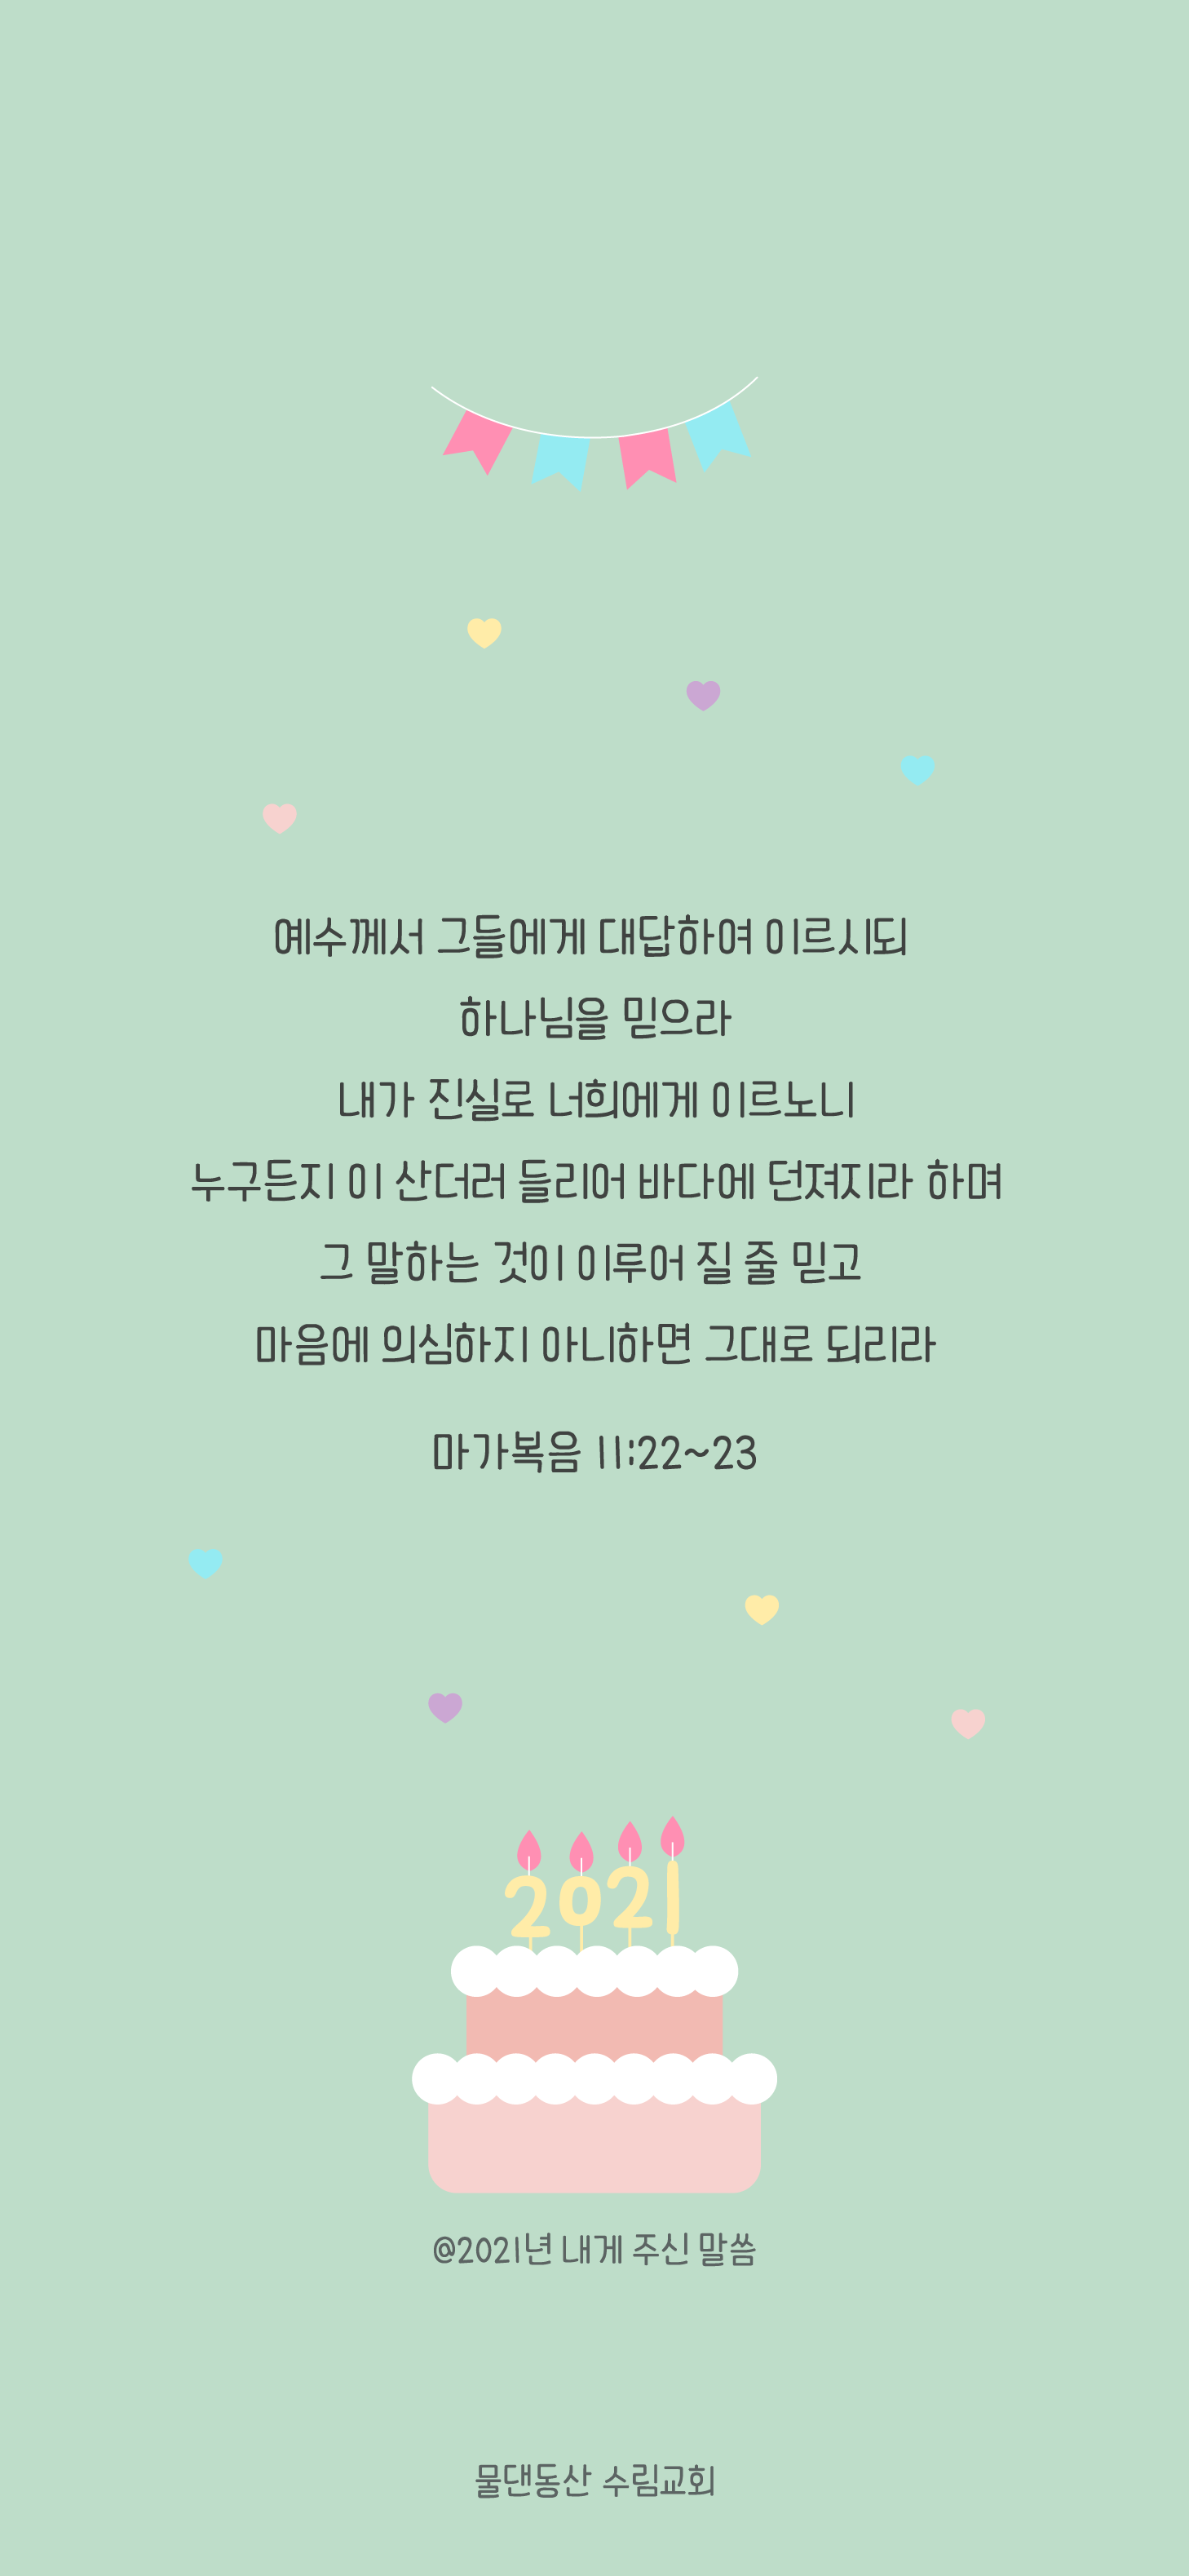 예수께서 그들에게 대답하여 이르시되
하나님을 믿으라
내가 진실로 너희에게 이르노니
누구든지 이 산더러 들리어 바다에 던져지라 하며
그 말하는 것이 이루어 질 줄 믿고
마음에 의심하지 아니하면 그대로 되리라
마가복음 11:22~23
2021
@2021년 내게 주신 말씀
물댄동산 수림교회